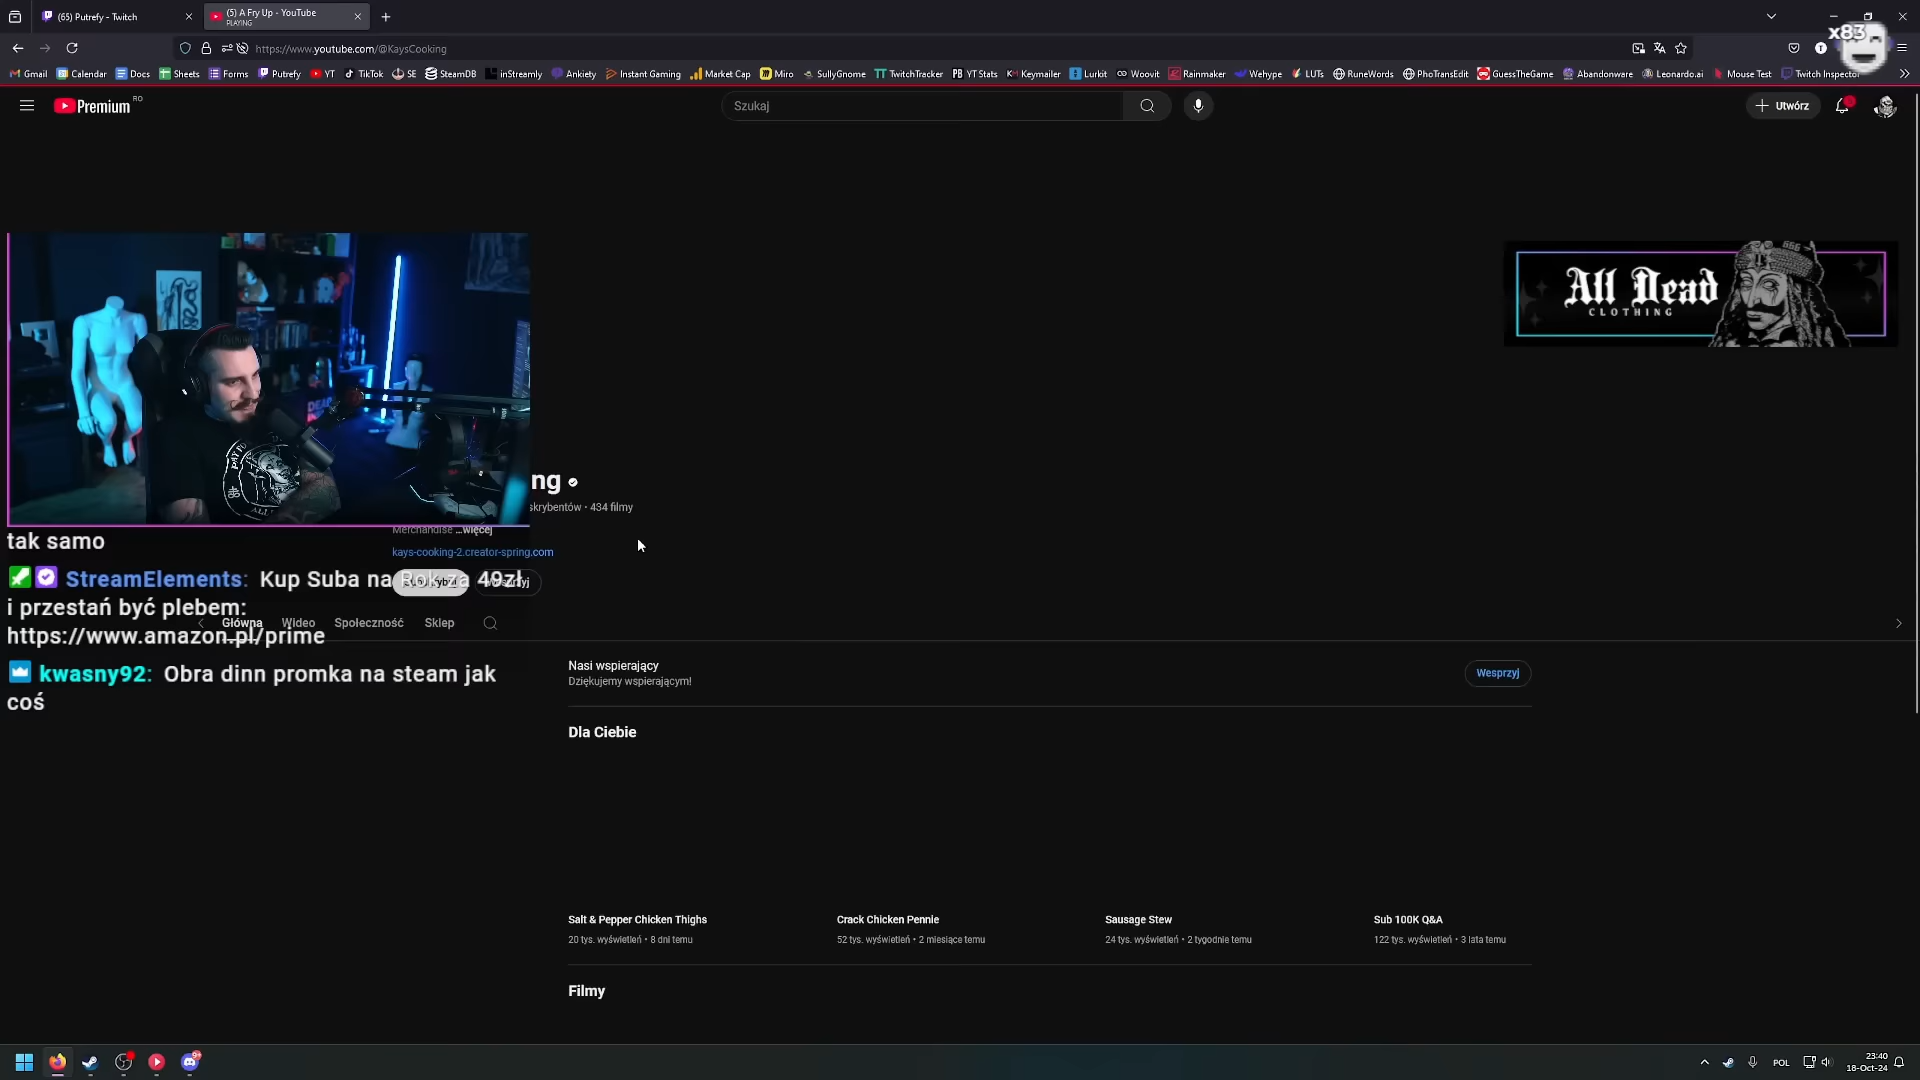 (65) Putrefy - Twitch
(5) A Fry Up - YouTube
PLAYING
x83
https://www.youtube.com/@KaysCooking
Gmail Calendar Docs Sheets Forms Putrefy YT TikTok SE SteamDB inStreamly Ankiety Instant Gaming Market Cap Miro SullyGnome TwitchTracker YT Stats Keymailer Lurkit Woovit Rainmaker Wehype LUTs RuneWords PhoTransEdit GuessTheGame Abandonware Leonardo.ai Mouse Test Twitch Inspector
Premium RO
Szukaj
Utwórz
All Dead
CLOTHING
ng
skrybentów • 434 filmy
Merchandise ...więcej
tak samo
kays-cooking-2.creator-spring.com
StreamElements: Kup Suba na Rok za 49zł
i przestań być plebem:
https://www.amazon.pl/prime
Główna Wideo Społeczność Sklep
kwasny92: Obra dinn promka na steam jak
coś
Nasi wspierający
Dziękujemy wspierającym!
Wesprzyj
Dla Ciebie
Salt & Pepper Chicken Thighs
20 tys. wyświetleń • 8 dni temu
Crack Chicken Pennie
52 tys. wyświetleń • 2 miesiące temu
Sausage Stew
24 tys. wyświetleń • 2 tygodnie temu
Sub 100K Q&A
122 tys. wyświetleń • 3 lata temu
Filmy
POL
23:40
18-Oct-24